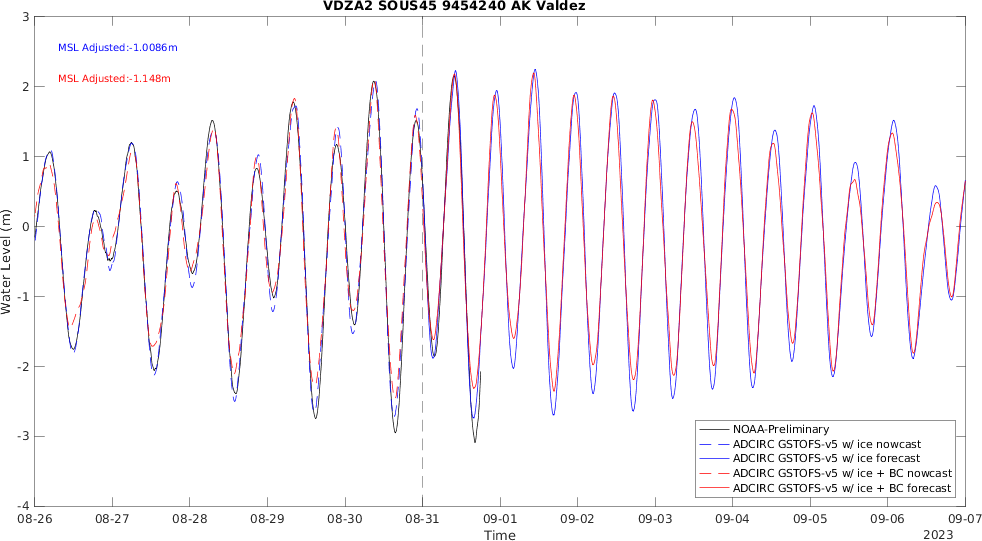 VDZA2 SOUS45 9454240 AK Valdez
MSL Adjusted:-1.0086m
MSL Adjusted:-1.148m
3
2
1
0
-1
-2
-3
-4
Water Level (m)
NOAA-Preliminary
ADCIRC GSTOFS-v5 w/ ice nowcast
ADCIRC GSTOFS-v5 w/ ice forecast
ADCIRC GSTOFS-v5 w/ ice + BC nowcast
ADCIRC GSTOFS-v5 w/ ice + BC forecast
08-26 08-27 08-28 08-29 08-30 08-31 09-01 09-02 09-03 09-04 09-05 09-06 09-07
Time
2023